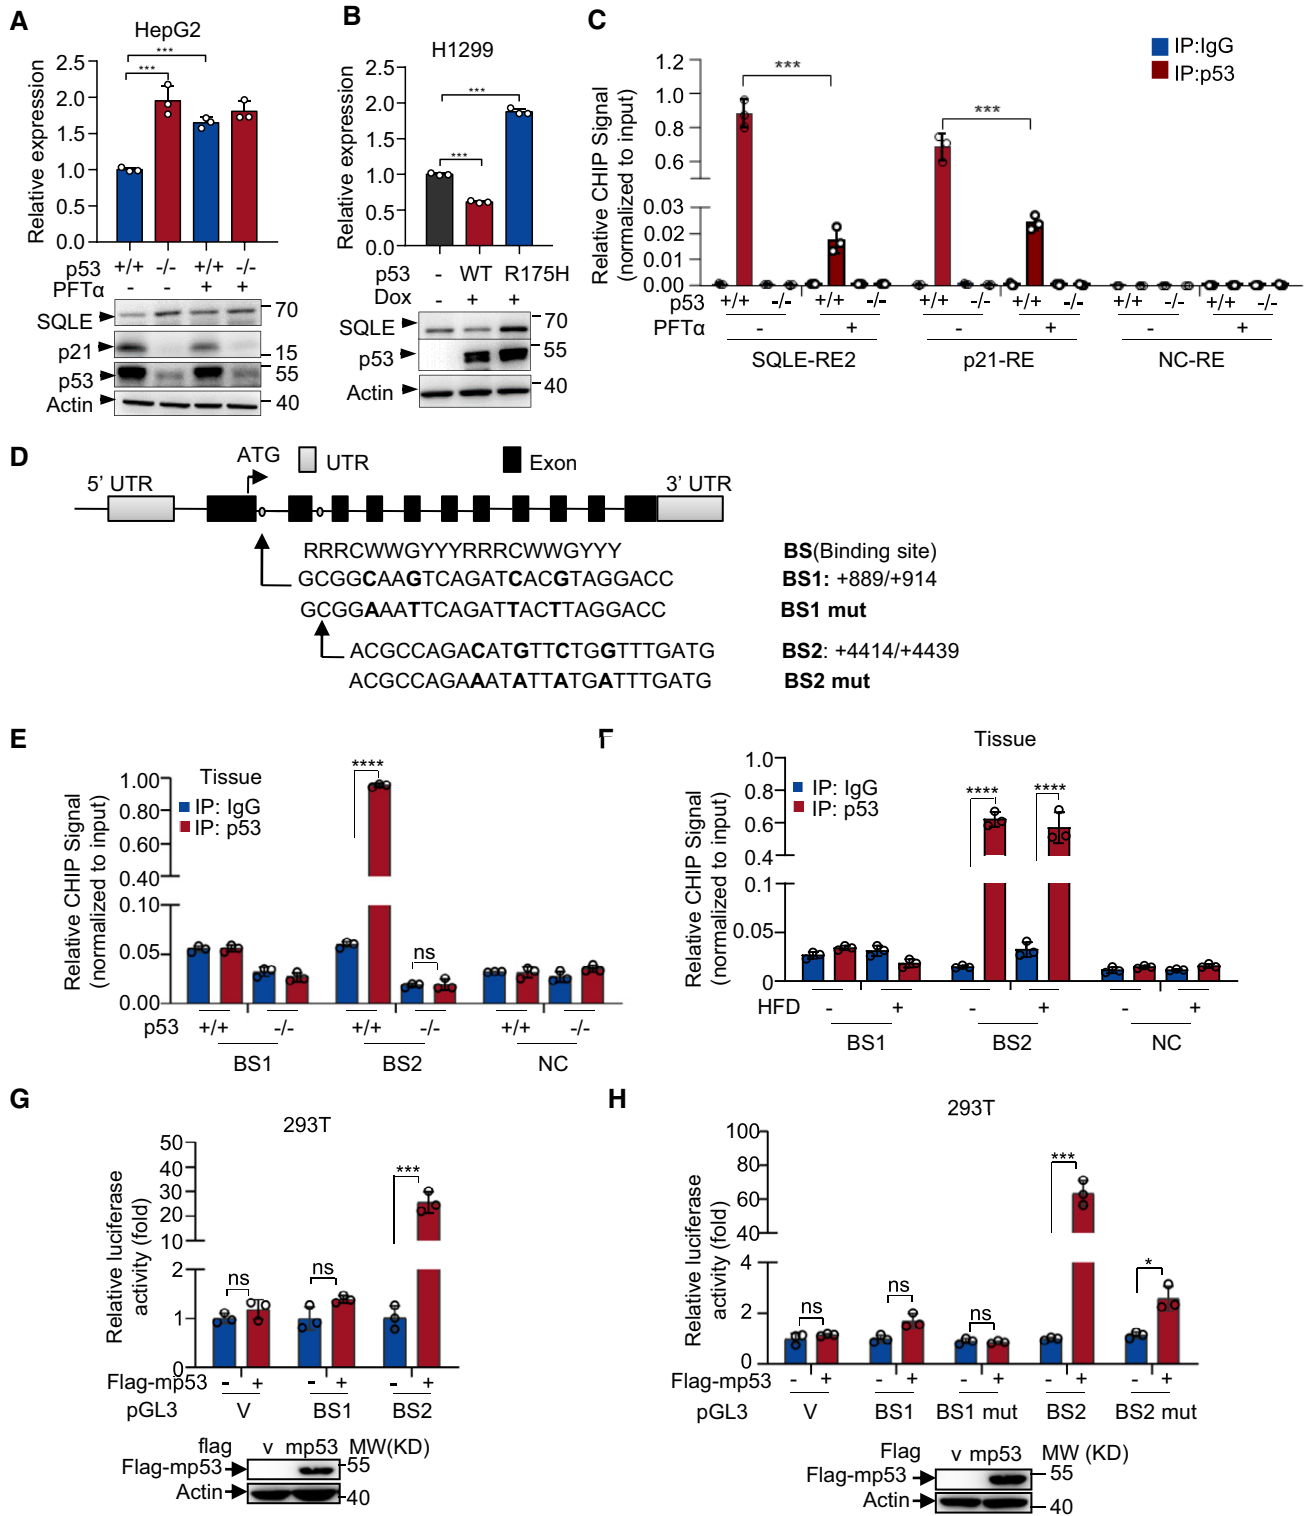 A
HepG2
***
***
Relative expression
2.5
2.0
1.5
1.0
0.5
0.0
p53 +/+ -/- +/+ -/-
PFTα - - + +
SQLE 70
p21 15
p53 55
Actin 40
B
H1299
***
***
Relative expression
2.5
2.0
1.5
1.0
0.5
0.0
p53 - WT R175H
Dox - + +
SQLE 70
p53 55
Actin 40
C
IP:IgG
IP:p53
***
***
Relative CHIP Signal
(normalized to input)
1.2
1.0
0.8
0.6
0.03
0.02
0.01
0.00
p53 +/+ -/- +/+ -/- +/+ -/- +/+ -/- +/+ -/- +/+ -/-
PFTα - + - + - +
SQLE-RE2 p21-RE NC-RE
D
ATG
UTR
Exon
5' UTR
3' UTR
RRRCWWGYYYRRRCWWGYYY BS(Binding site)
GCGGCAAGTCAGATCACGTAGGACC BS1: +889/+914
GCGGAAATTCAGATTACTTAGGACC BS1 mut
ACGCCAGACATGTTCTGGTTTGATG BS2: +4414/+4439
ACGCCAGAAATATTATGATTTGATG BS2 mut
E
Tissue
IP: IgG
IP: p53
****
ns
Relative CHIP Signal
(normalized to input)
1.00
0.80
0.60
0.40
0.10
0.05
0.00
p53 +/+ -/- +/+ -/- +/+ -/-
BS1 BS2 NC
F
Tissue
IP: IgG
IP: p53
****
****
Relative CHIP Signal
(normalized to input)
1.0
0.8
0.6
0.4
0.1
0.05
0
HFD - + - + - +
BS1 BS2 NC
G
293T
ns
ns
***
Relative luciferase
activity (fold)
50
40
30
20
10
2
1
0
Flag-mp53 - + - + - +
pGL3 V BS1 BS2
flag v mp53 MW(KD)
Flag-mp53 55
Actin 40
H
293T
ns
ns
ns
***
*
Relative luciferase
activity (fold)
100
80
60
40
4
2
0
Flag-mp53 - + - + - + - + - +
pGL3 V BS1 BS1 mut BS2 BS2 mut
Flag v mp53 MW (KD)
Flag-mp53 55
Actin 40